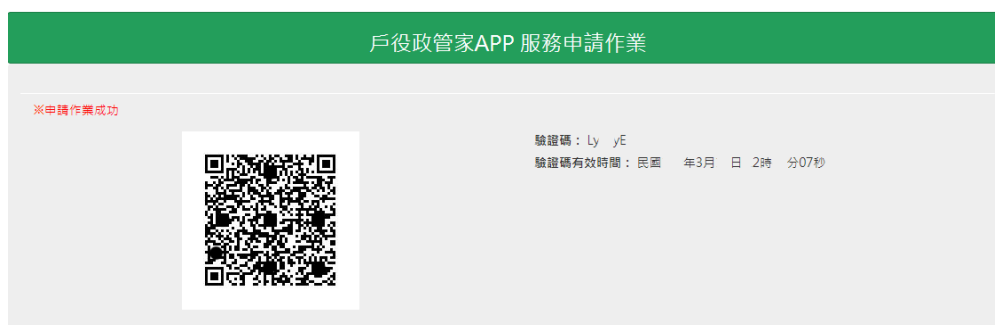 戶役政管家APP 服務申請作業
※申請作業成功
驗證碼： Ly yE
驗證碼有效時間： 民國 年3月 日 2時 分07秒